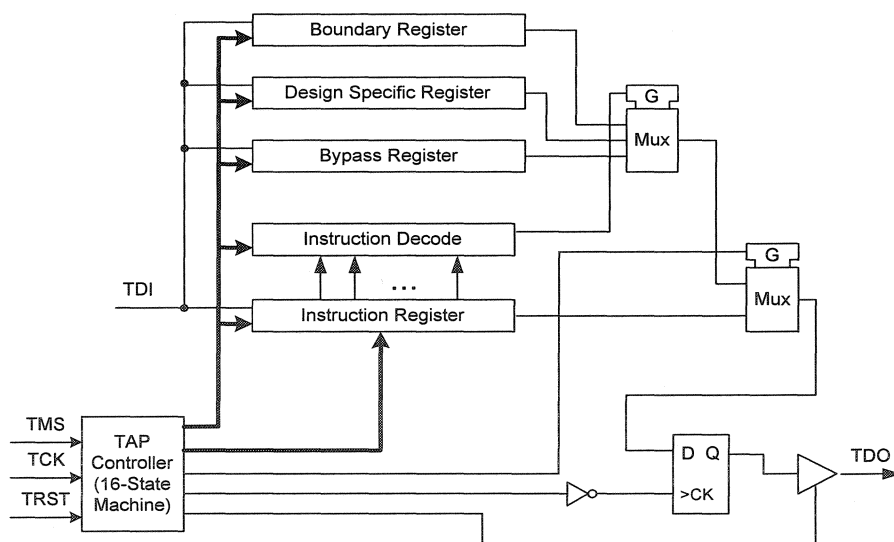 Boundary Register
Design Specific Register
G
Mux
Bypass Register
Instruction Decode
G
...
TDI
Mux
Instruction Register
TMS
TAP
Controller
(16-State
Machine)
TCK
TRST
D Q
>CK
TDO